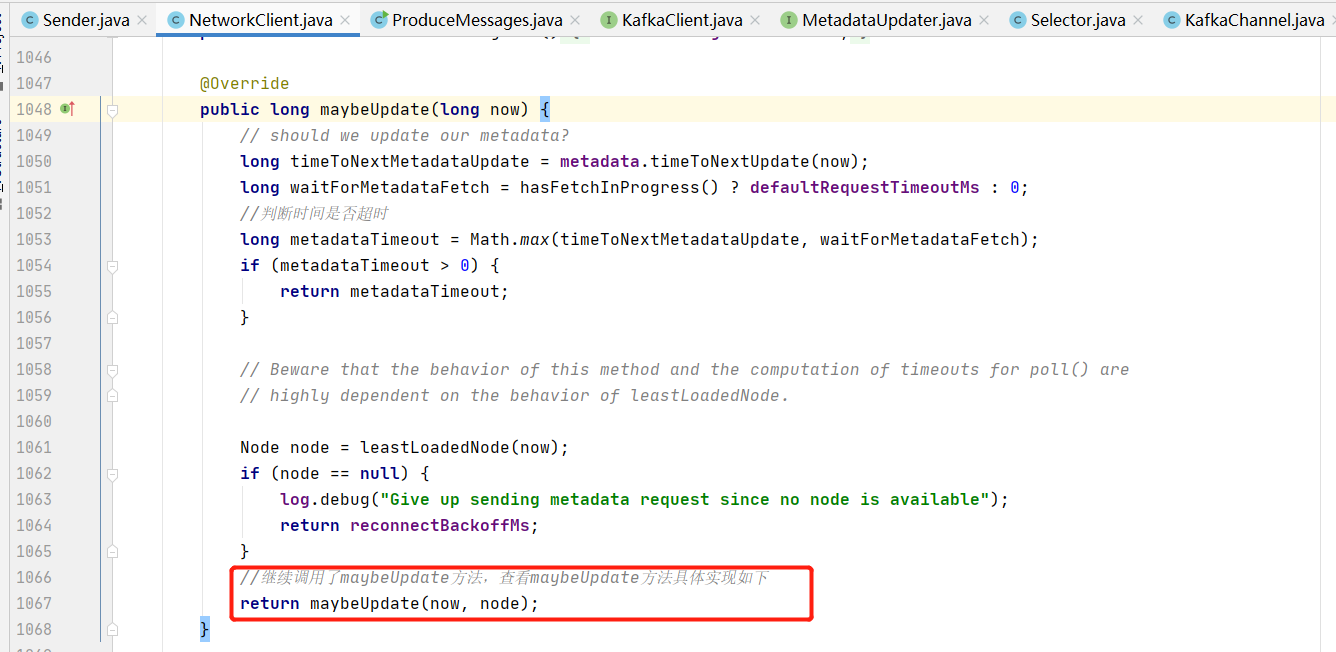 Sender.java NetworkClient.java ProduceMessages.java KafkaClient.java MetadataUpdater.java Selector.java KafkaChannel.java
1046
1047 @Override
1048 public long maybeUpdate(long now) {
1049 // should we update our metadata?
1050 long timeToNextMetadataUpdate = metadata.timeToNextUpdate(now);
1051 long waitForMetadataFetch = hasFetchInProgress() ? defaultRequestTimeoutMs : 0;
1052 //判断时间是否超时
1053 long metadataTimeout = Math.max(timeToNextMetadataUpdate, waitForMetadataFetch);
1054 if (metadataTimeout > 0) {
1055 return metadataTimeout;
1056 }
1057
1058 // Beware that the behavior of this method and the computation of timeouts for poll() are
1059 // highly dependent on the behavior of leastLoadedNode.
1060
1061 Node node = leastLoadedNode(now);
1062 if (node == null) {
1063 log.debug("Give up sending metadata request since no node is available");
1064 return reconnectBackoffMs;
1065 }
1066 //继续调用了maybeUpdate方法，查看maybeUpdate方法具体实现如下
1067 return maybeUpdate(now, node);
1068 }